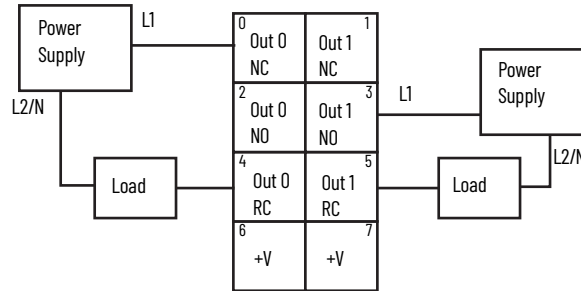 Power
Supply
L1
L2/N
Load
0
Out 0
NC
1
Out 1
NC
2
Out 0
NO
3
Out 1
NO
4
Out 0
RC
5
Out 1
RC
6
+V
7
+V
L1
Power
Supply
L2/N
Load